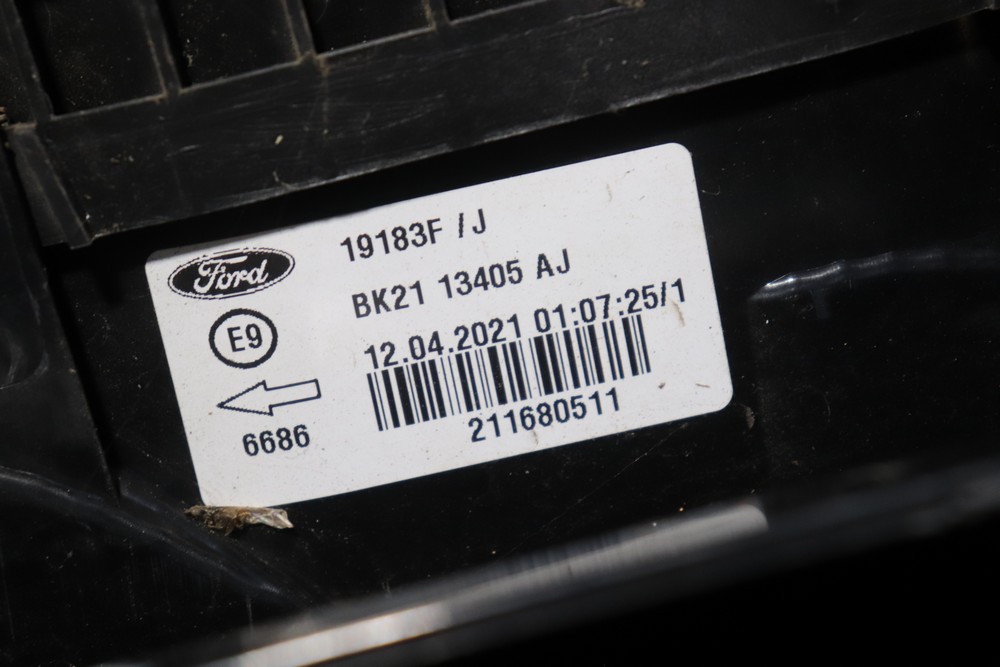 Ford
19183F /J
BK21 13405 AJ
E9
12.04.2021 01:07:25/1
211680511
6686